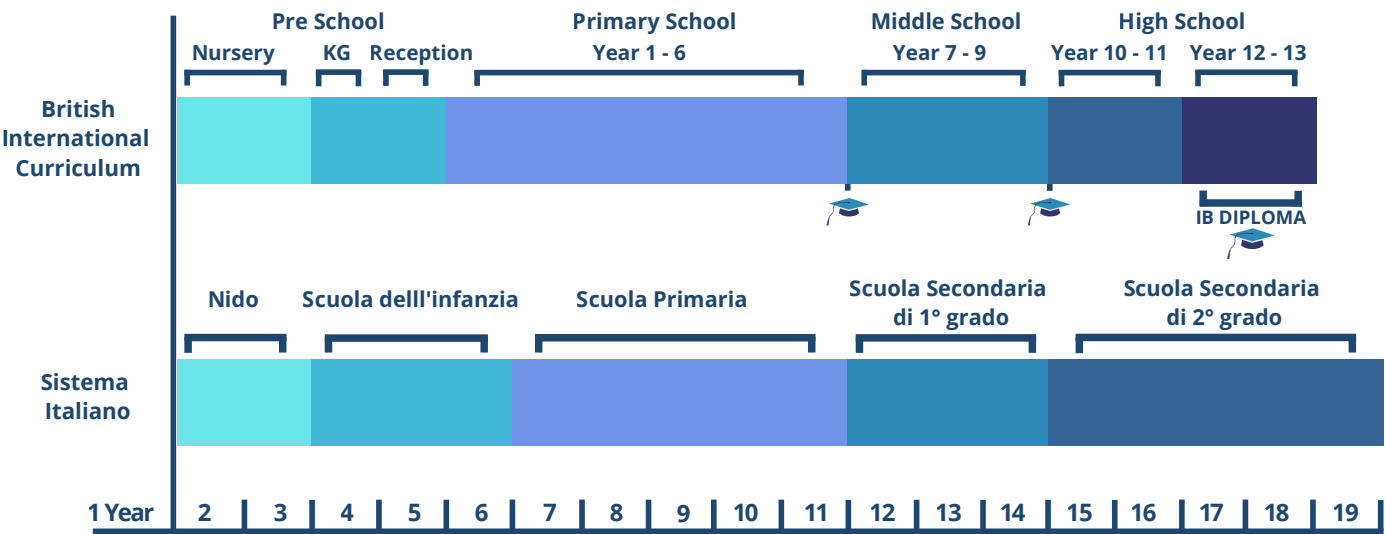 Pre School
Primary School
Middle School
High School
Nursery
KG
Reception
Year 1 - 6
Year 7 - 9
Year 10 - 11
Year 12 - 13
British
International
Curriculum
IB DIPLOMA
Nido
Scuola delll'infanzia
Scuola Primaria
Scuola Secondaria
di 1° grado
Scuola Secondaria
di 2° grado
Sistema
Italiano
1 Year 2 3 4 5 6 7 8 9 10 11 12 13 14 15 16 17 18 19